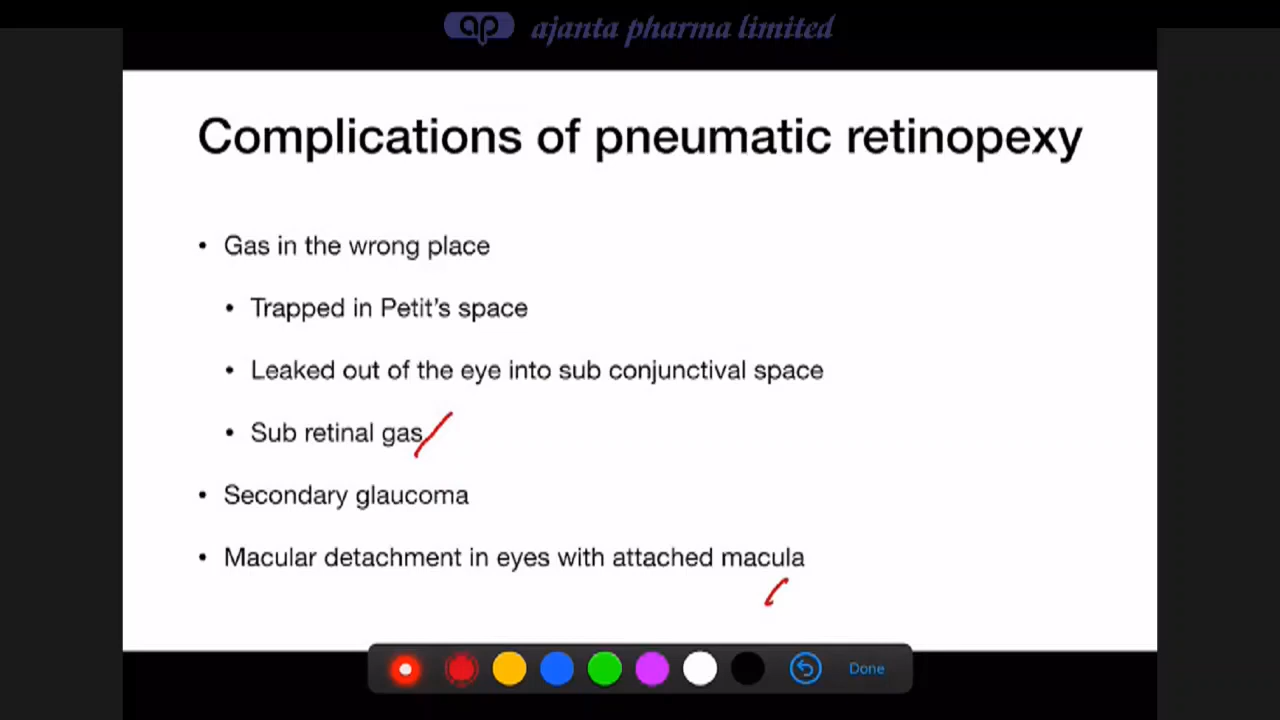 ap ajanta pharma limited
Complications of pneumatic retinopexy
• Gas in the wrong place
• Trapped in Petit's space
• Leaked out of the eye into sub conjunctival space
• Sub retinal gas
• Secondary glaucoma
• Macular detachment in eyes with attached macula
Done